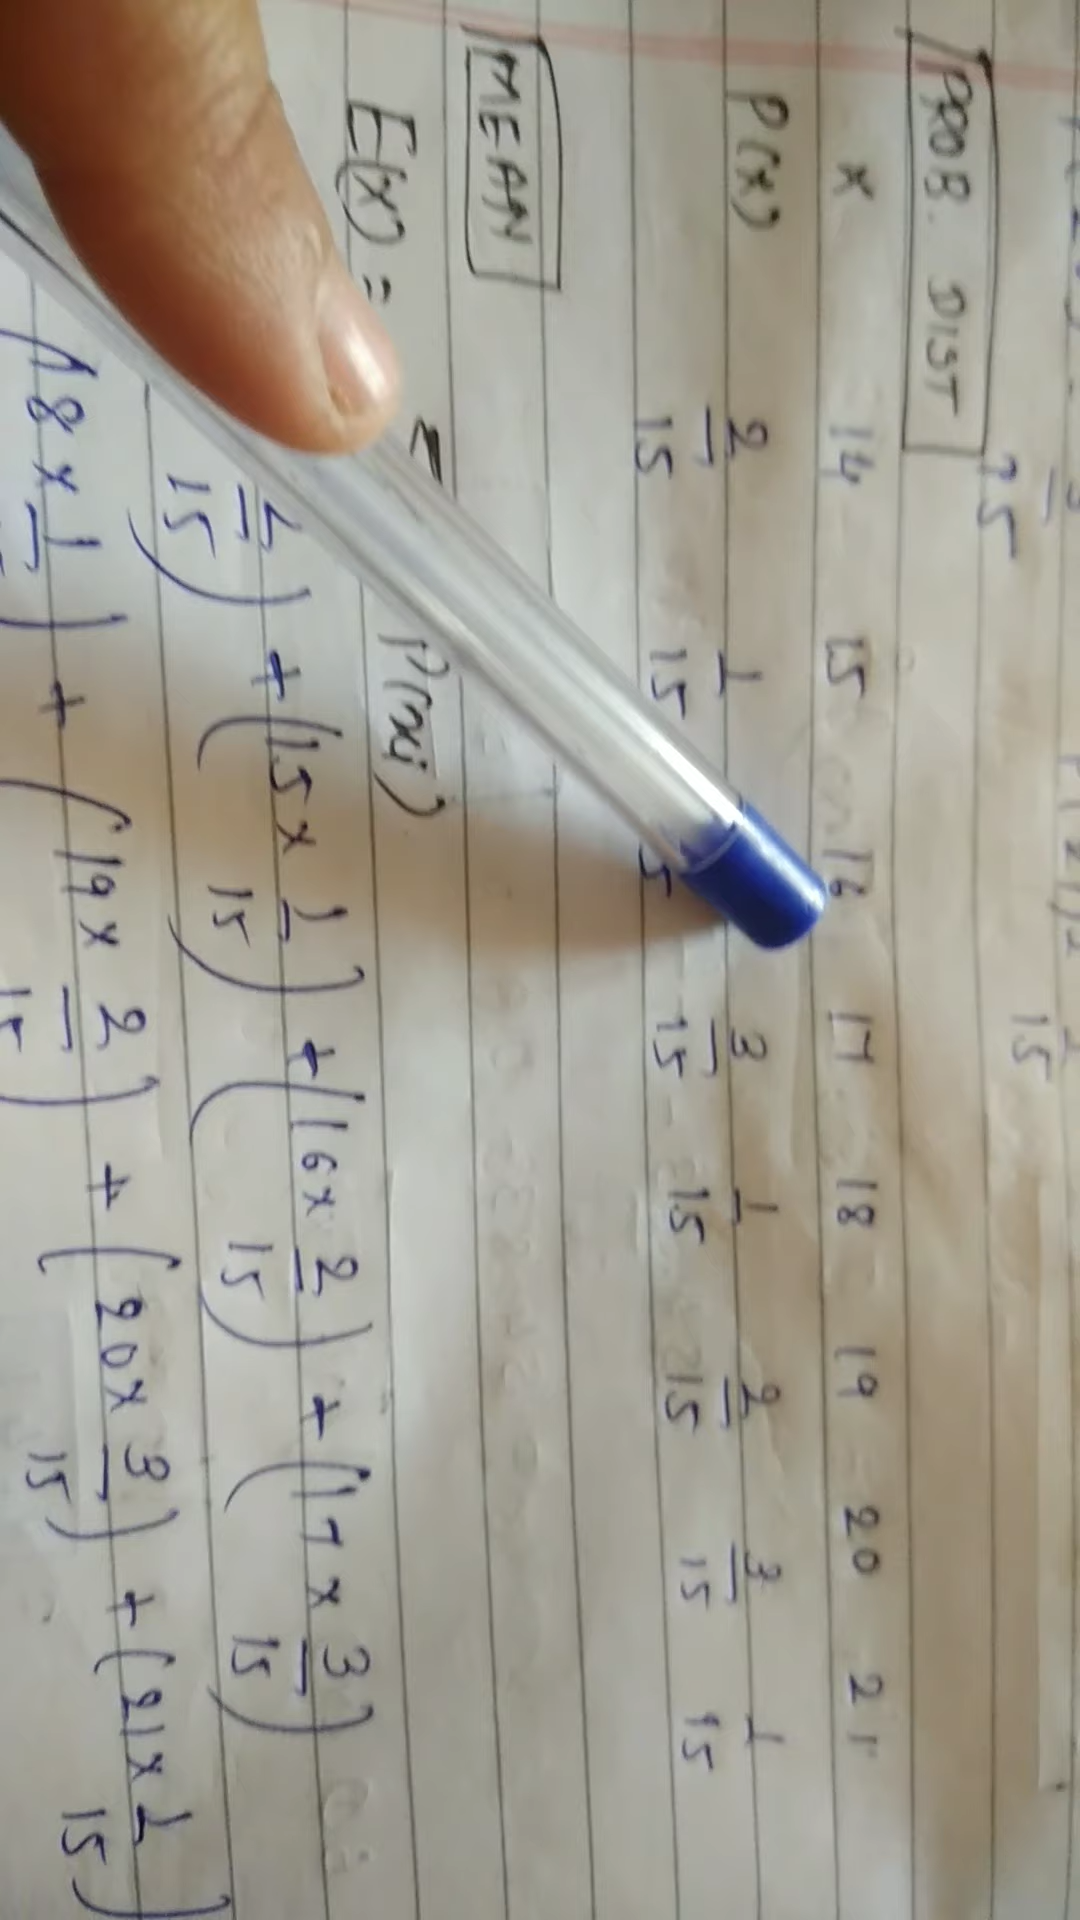 15
PROB. DIST
X 14 15 16 17 18 19 20 21
P(X) 2/15 1/15 5 3/15 1/15 2/15 3/15 1/15
MEAN
E(X) = P(xi)
15) + (15 x 1/15) + (16 x 2/15) + (17 x 3/15)
(18 x 1 ) + (19 x 2/15) + (20 x 3/15) + (21 x 1/15)